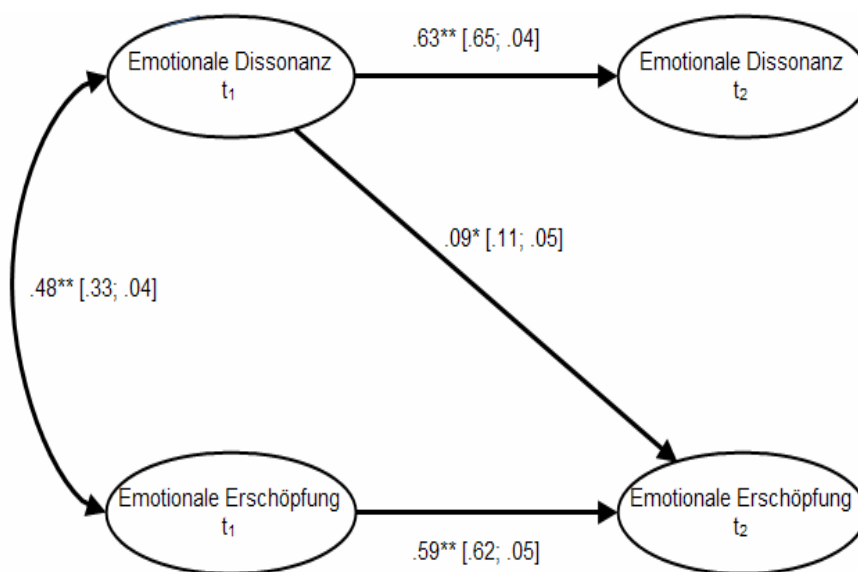 .63** [.65; .04]
Emotionale Dissonanz
t₁
Emotionale Dissonanz
t₂
.09* [.11; .05]
.48** [.33; .04]
Emotionale Erschöpfung
t₁
Emotionale Erschöpfung
t₂
.59** [.62; .05]